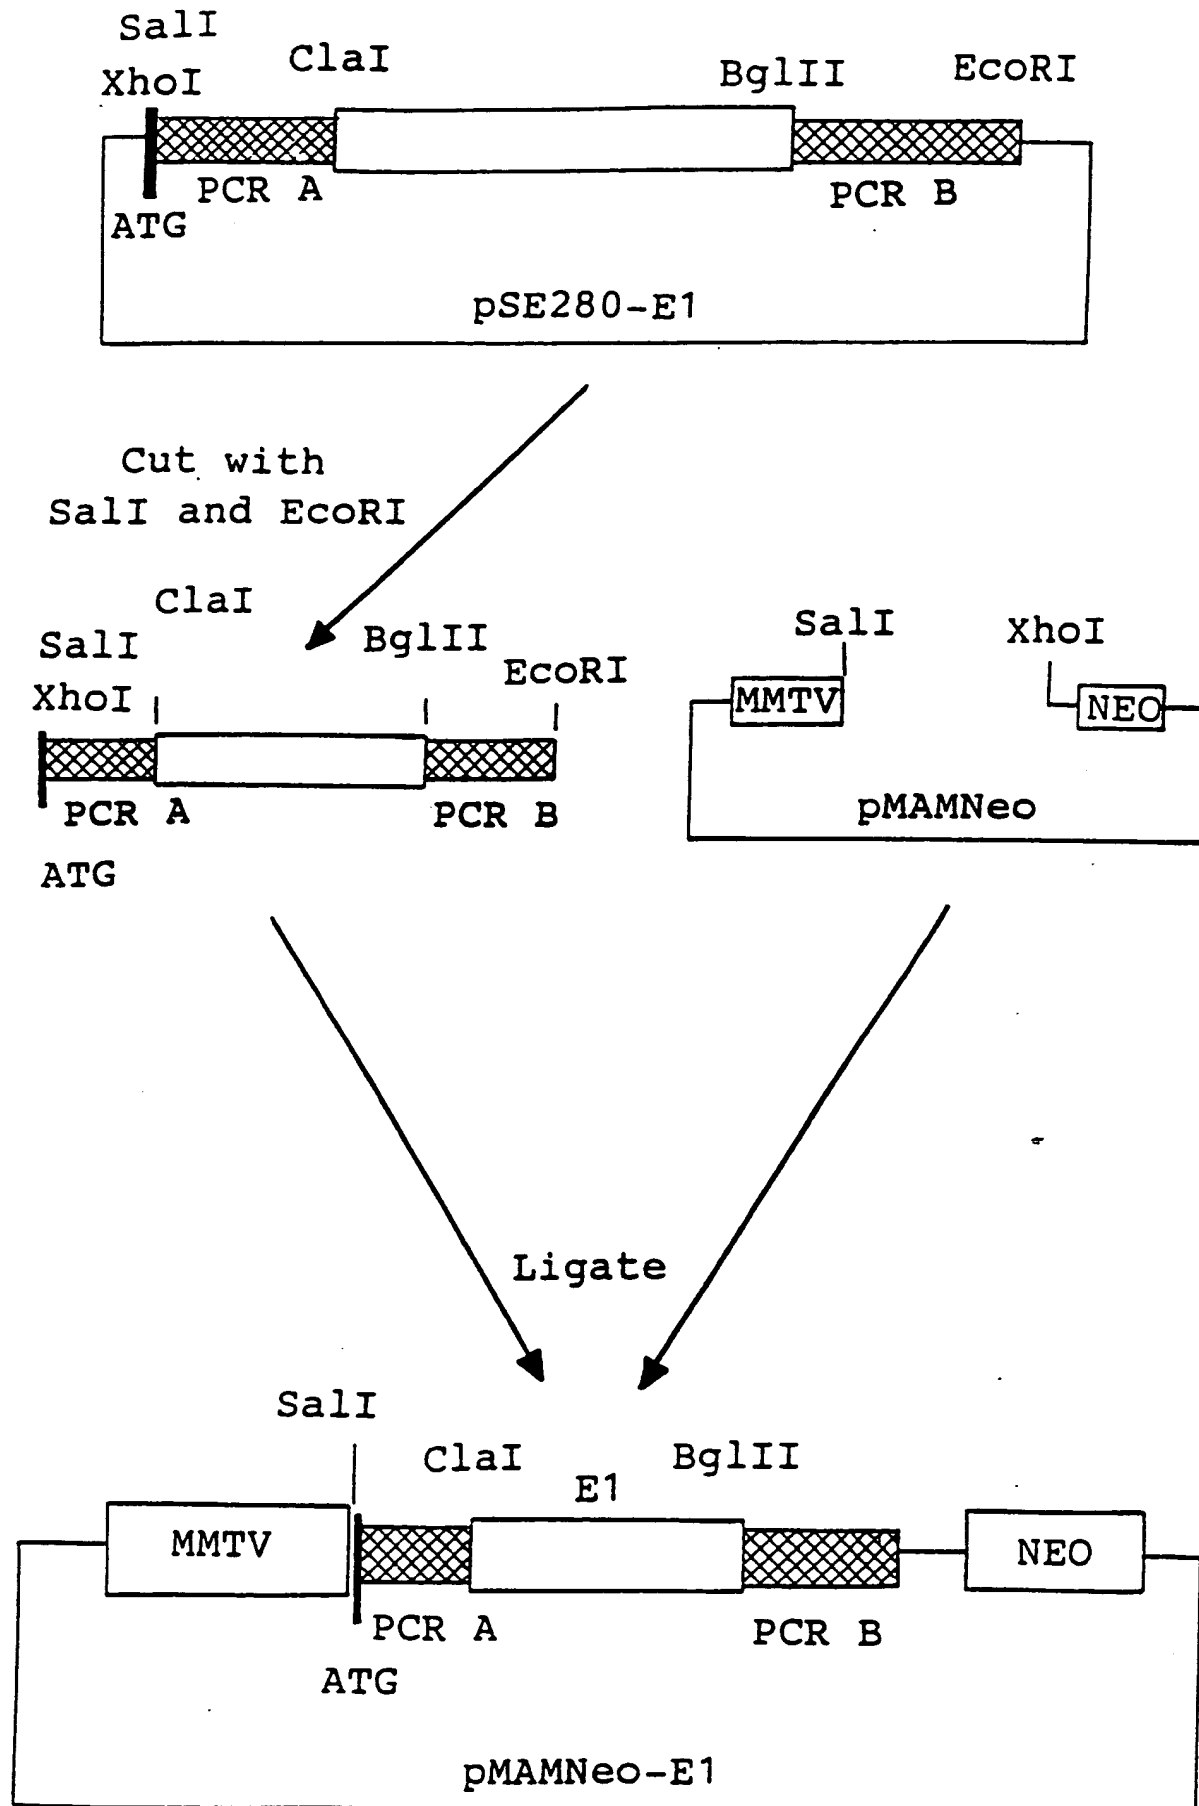 SalI
XhoI
ClaI
BglII
EcoRI
PCR A
PCR B
ATG
pSE280-E1
Cut with
SalI and EcoRI
ClaI
SalI
BglII
XhoI
EcoRI
PCR A
PCR B
ATG
SalI
XhoI
MMTV
NEO
pMAMNeo
Ligate
SalI
ClaI
E1
BglII
MMTV
NEO
PCR A
PCR B
ATG
pMAMNeo-E1